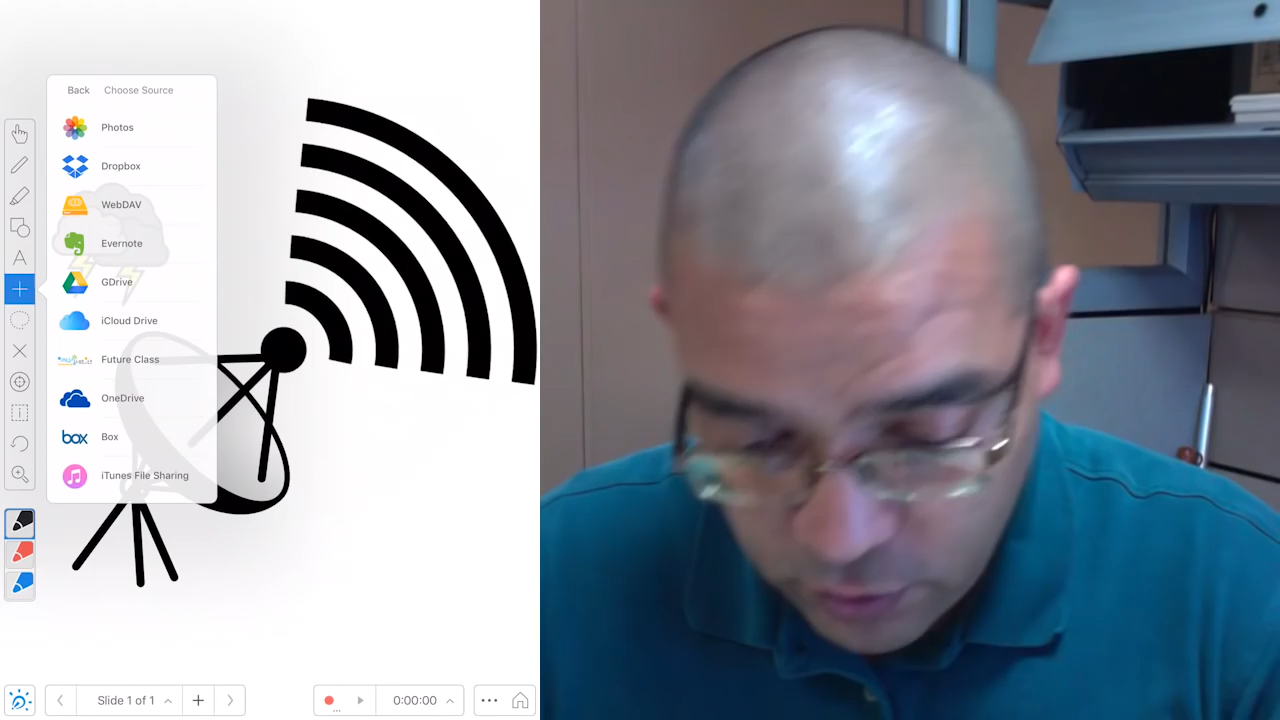 Back Choose Source
Photos
Dropbox
WebDAV
Evernote
GDrive
iCloud Drive
Future Class
OneDrive
box Box
iTunes File Sharing
A
Slide 1 of 1
0:00:00